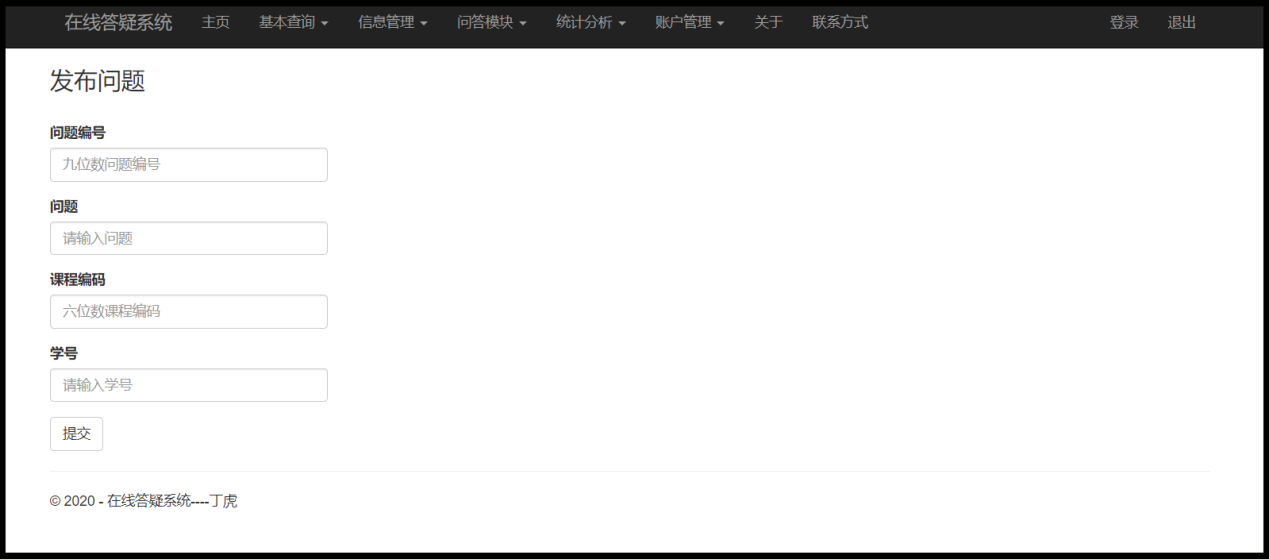 在线答疑系统 主页 基本查询 信息管理 问答模块 统计分析 账户管理 关于 联系方式 登录 退出
发布问题
问题编号
九位数问题编号
问题
请输入问题
课程编码
六位数课程编码
学号
请输入学号
提交
© 2020 - 在线答疑系统----丁虎